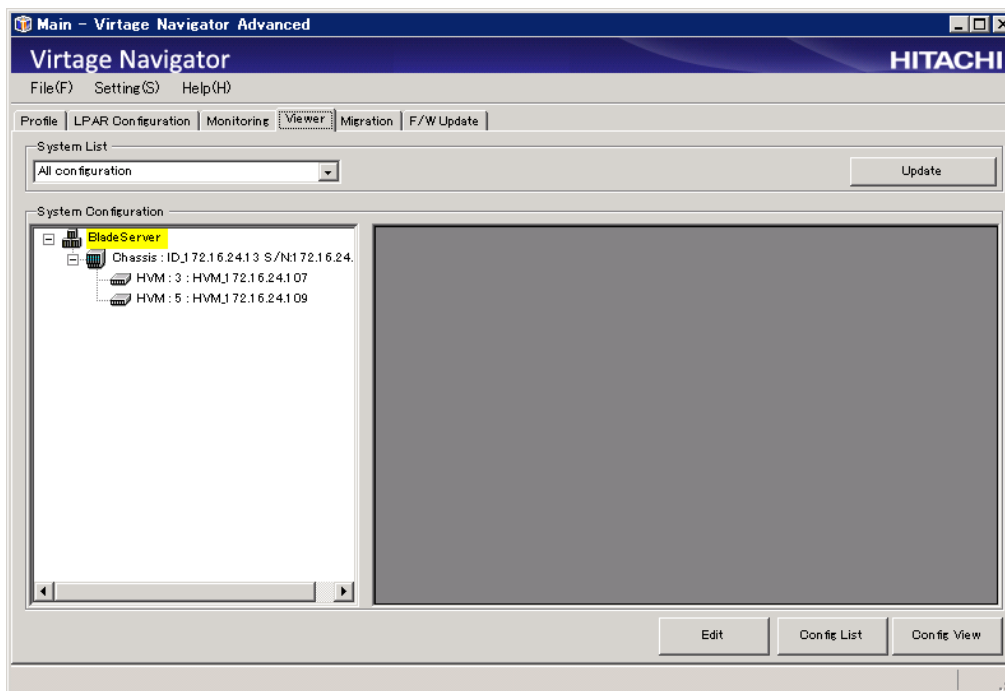 Main - Virtage Navigator Advanced
Virtage Navigator
HITACHI
File(F) Setting(S) Help(H)
Profile LPAR Configuration Monitoring Viewer Migration F/W Update
System List
All configuration
Update
System Configuration
BladeServer
Chassis : ID_172.16.24.13 S/N:172.16.24.
HVM : 3 : HVM_172.16.24.107
HVM : 5 : HVM_172.16.24.109
Edit Config List Config View